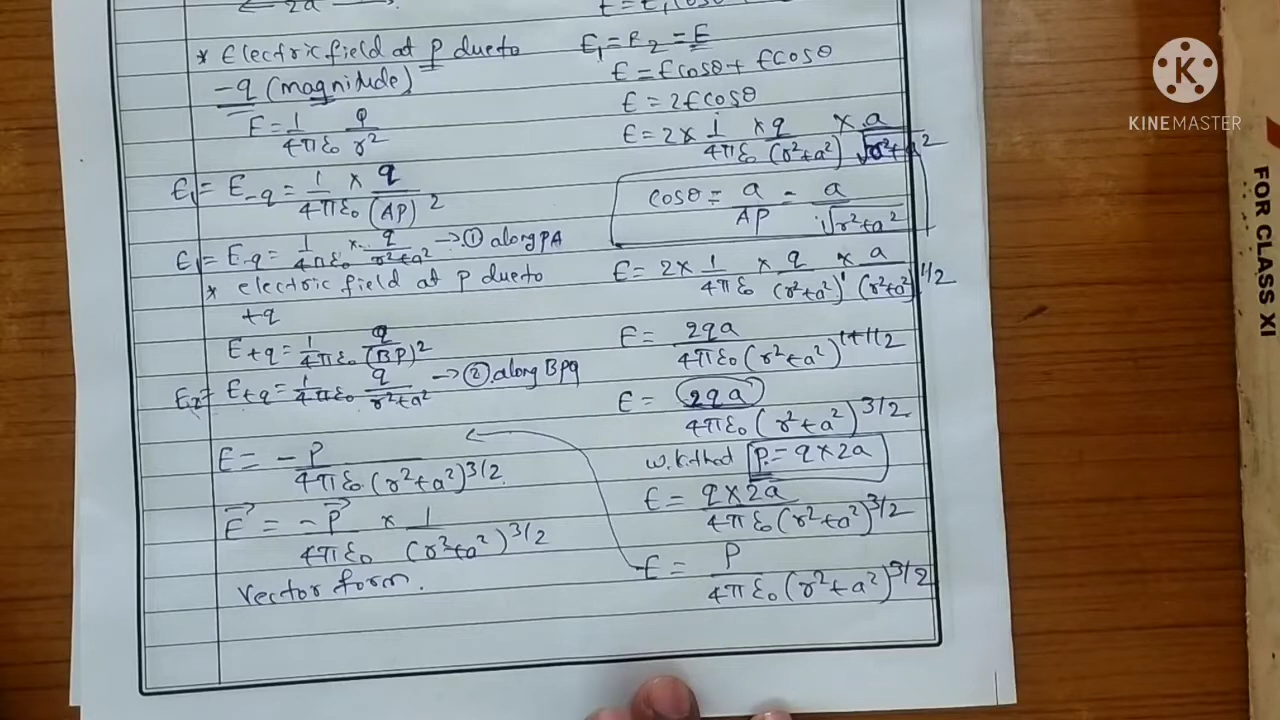 2a
* Electric field at p due to
-q (magnitude)
E = 1/4πε₀ q/r²
E₁ = E-q = 1/4πε₀ × q/(AP)²
E₁ = E-q = 1/4πε₀ × q/r²+a² → ① along PA
* electric field at p due to
+q
E+q = 1/4πε₀ q/(BP)²
E₂ = E+q = 1/4πε₀ q/r²+a² → ② along BPq
E = -P/4πε₀ (r²+a²)3/2
E⃗ = -P⃗/4πε₀ × 1/(r²+a²)3/2
vector form.
E₁ = E₂ = E
E = E cosθ + E cosθ
E = 2E cosθ
E = 2 × 1/4πε₀ × q/(r²+a²) × a/√r²+a²
cosθ = a/AP = a/√r²+a²
E = 2 × 1/4πε₀ × q/(r²+a²)¹ × a/(r²+a²)1/2
E = 2qa/4πε₀ (r²+a²)1+1/2
E = 2qa/4πε₀ (r²+a²)3/2
w.k.that P = q×2a
E = q×2a/4πε₀ (r²+a²)3/2
E = P/4πε₀ (r²+a²)3/2
K
KINEMASTER
FOR CLASS XI